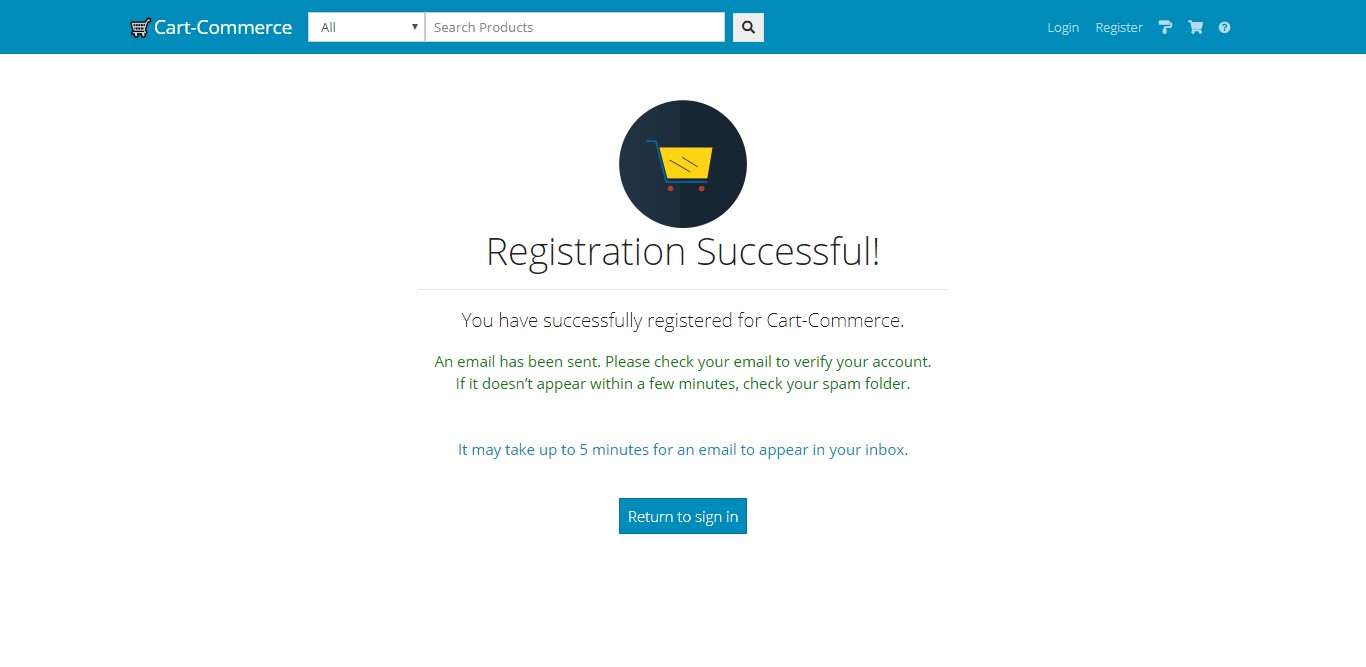 Cart-Commerce All Search Products Login Register
Registration Successful!
You have successfully registered for Cart-Commerce.
An email has been sent. Please check your email to verify your account.
If it doesn’t appear within a few minutes, check your spam folder.
It may take up to 5 minutes for an email to appear in your inbox.
Return to sign in